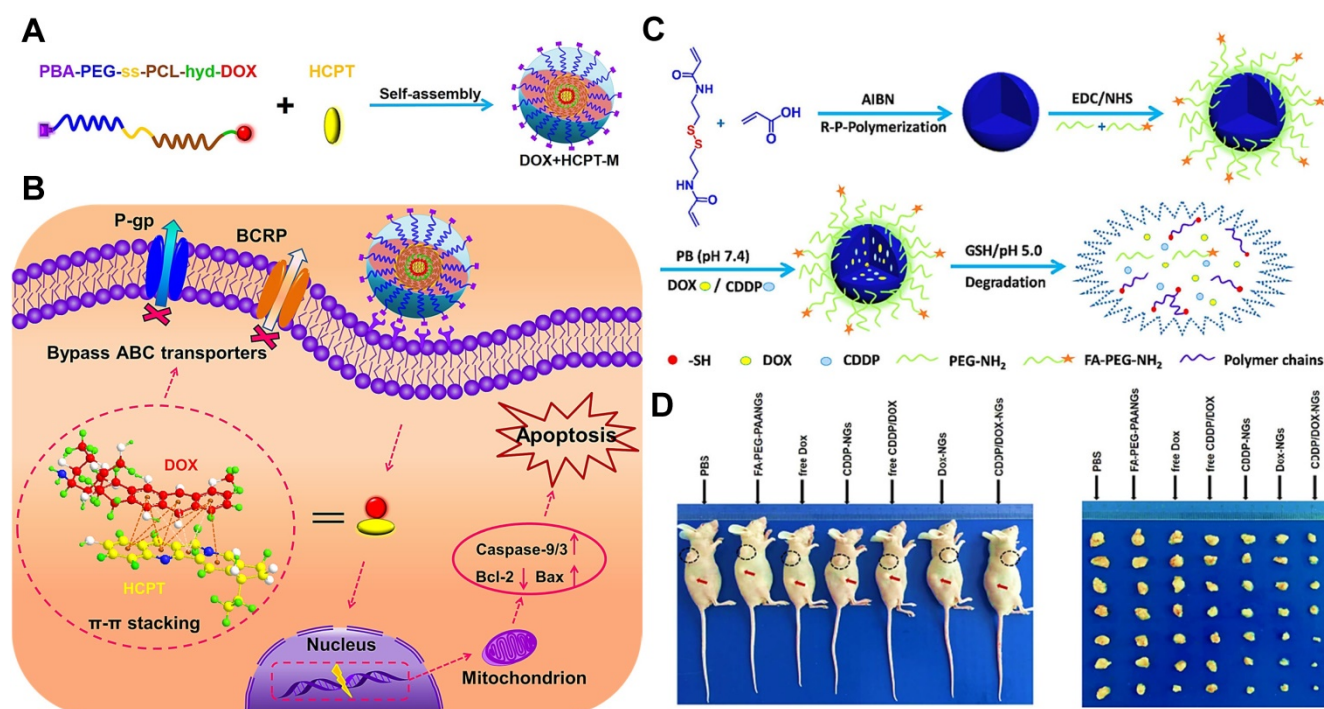 A
PBA-PEG-ss-PCL-hyd-DOX
HCPT
+
Self-assembly
DOX+HCPT-M
B
P-gp
BCRP
Bypass ABC transporters
DOX
HCPT
π-π stacking
=
Apoptosis
Caspase-9/3 ↑
Bcl-2 ↓ Bax ↑
Nucleus
Mitochondrion
C
O
NH
S
S
HN
O
+
O
OH
AIBN
R-P-Polymerization
EDC/NHS
+
PB (pH 7.4)
DOX / CDDP
GSH/pH 5.0
Degradation
-SH
DOX
CDDP
PEG-NH₂
FA-PEG-NH₂
Polymer chains
D
PBS
FA-PEG-PAANGs
free Dox
CDDP-NGs
free CDDP/DOX
Dox-NGs
CDDP/DOX-NGs
PBS
FA-PEG-PAANGs
free Dox
free CDDP/DOX
CDDP-NGs
Dox-NGs
CDDP/DOX-NGs